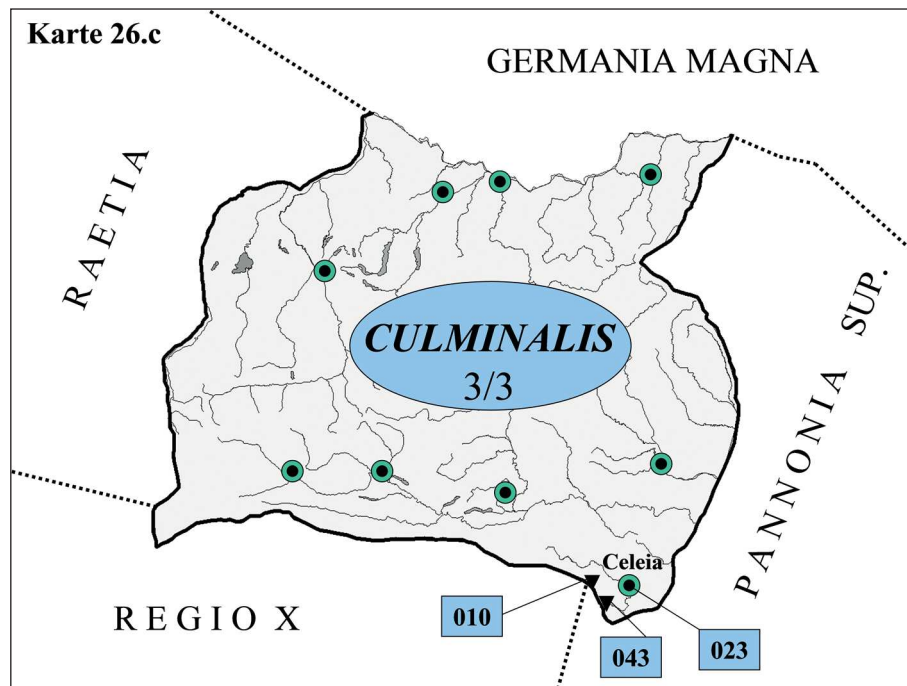 Karte 26.c
GERMANIA MAGNA
RAETIA
CULMINALIS
3/3
PANNONIA SUP.
Celeia
REGIO X
010
043
023